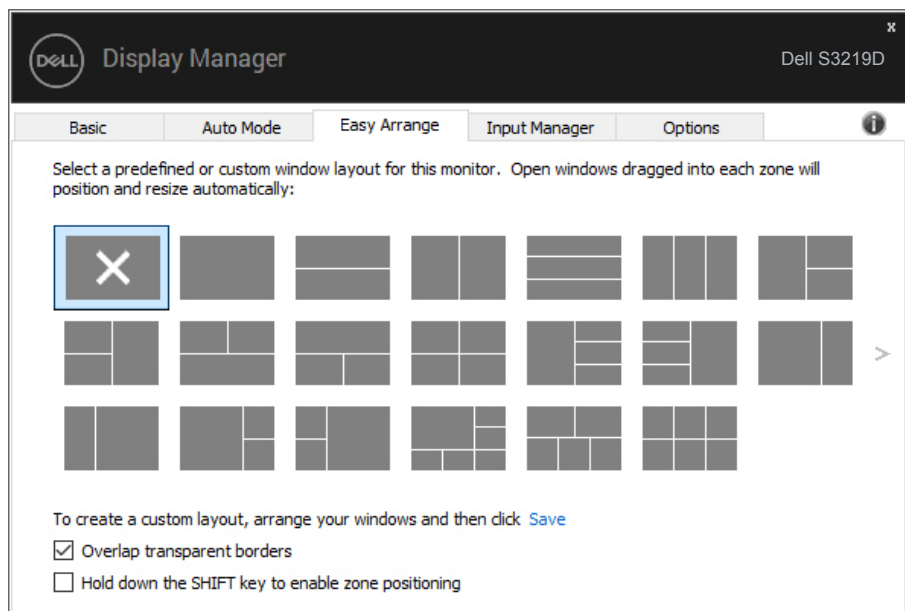 x
DELL
Display Manager
Dell S3219D
Basic
Auto Mode
Easy Arrange
Input Manager
Options
i
Select a predefined or custom window layout for this monitor. Open windows dragged into each zone will
position and resize automatically:
>
To create a custom layout, arrange your windows and then click Save
Overlap transparent borders
Hold down the SHIFT key to enable zone positioning